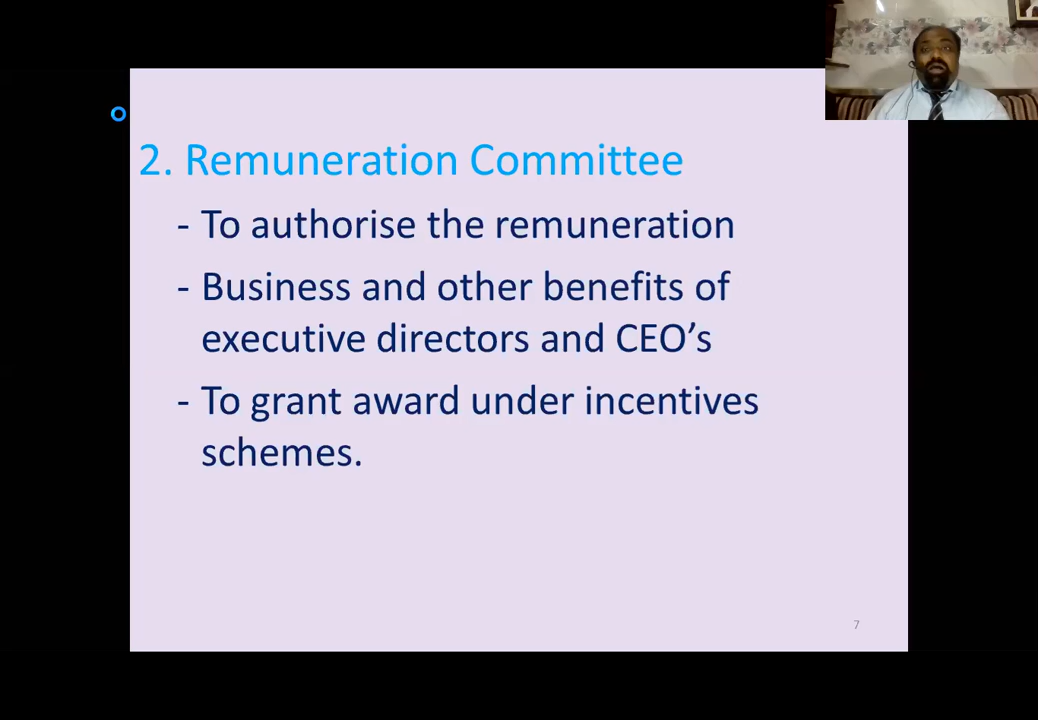 2. Remuneration Committee
- To authorise the remuneration
- Business and other benefits of
executive directors and CEO’s
- To grant award under incentives
schemes.
7